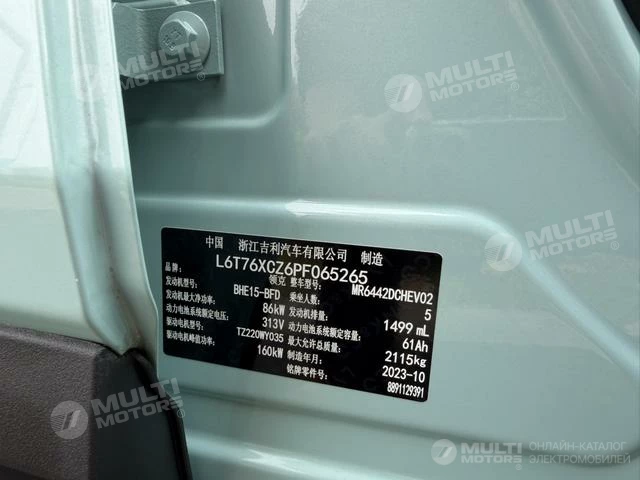 MULTI
MOTORS
MULTI
MOTORS
MULTI
MOTORS
中国 浙江吉利汽车有限公司 制造
L6T76XCZ6PF065265
品牌: 领克 整车型号: MR6442DCHEV02
发动机型号: BHE15-BFD 乘坐人数: 5
发动机最大净功率: 86kW 发动机排量: 1499 mL
动力电池系统额定电压: 313V 动力电池系统额定容量: 61Ah
驱动电机型号: TZ220WY035 最大允许总质量: 2115kg
驱动电机峰值功率: 160kW 制造年月: 2023-10
铭牌零件号: 8891129391
MULTI
MOTORS
MULTI
MOTORS
ОНЛАЙН-КАТАЛОГ
ЭЛЕКТРОМОБИЛЕЙ